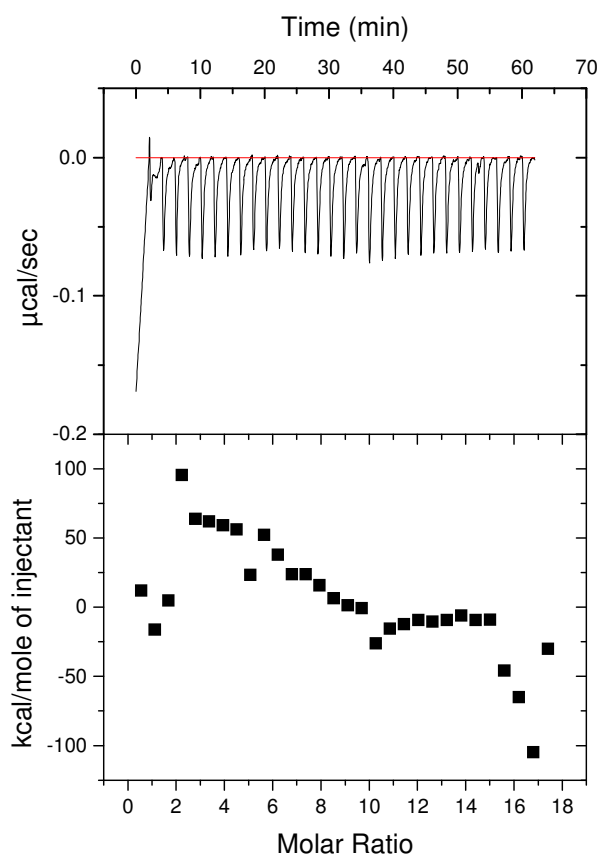 Time (min)
0 10 20 30 40 50 60 70
0.0
-0.1
-0.2
µcal/sec
100
50
0
-50
-100
kcal/mole of injectant
0 2 4 6 8 10 12 14 16 18
Molar Ratio